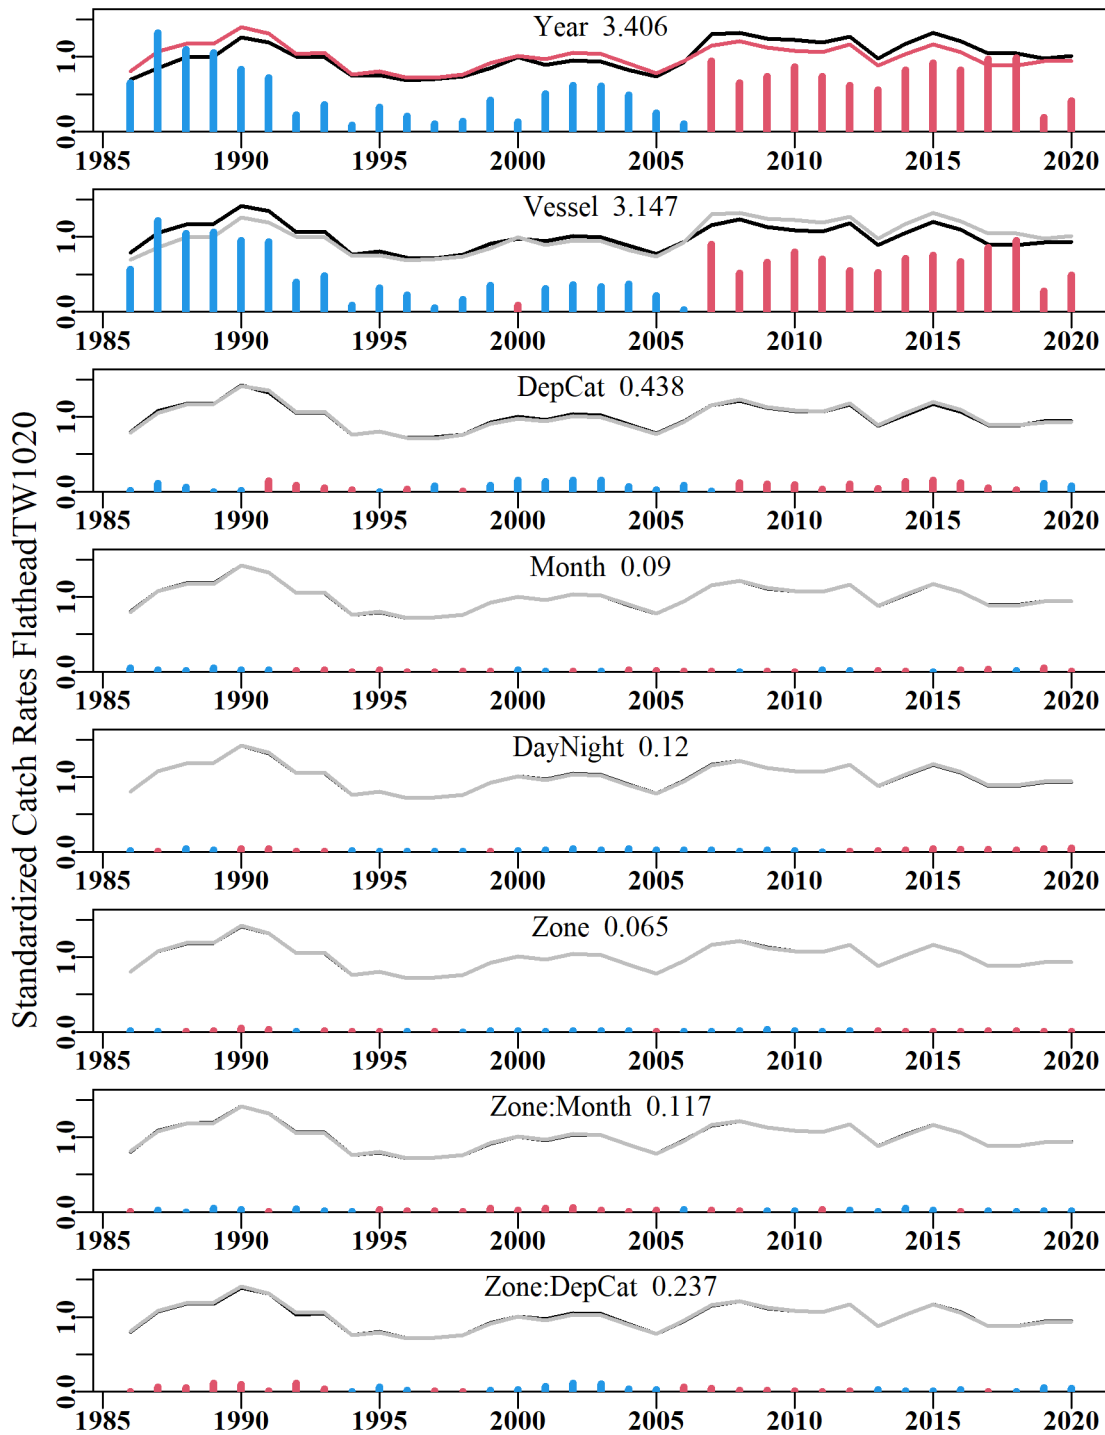 Standardized Catch Rates FlatheadTW1020
Year 3.406
0.0 1.0
1985 1990 1995 2000 2005 2010 2015 2020
Vessel 3.147
0.0 1.0
1985 1990 1995 2000 2005 2010 2015 2020
DepCat 0.438
0.0 1.0
1985 1990 1995 2000 2005 2010 2015 2020
Month 0.09
0.0 1.0
1985 1990 1995 2000 2005 2010 2015 2020
DayNight 0.12
0.0 1.0
1985 1990 1995 2000 2005 2010 2015 2020
Zone 0.065
0.0 1.0
1985 1990 1995 2000 2005 2010 2015 2020
Zone:Month 0.117
0.0 1.0
1985 1990 1995 2000 2005 2010 2015 2020
Zone:DepCat 0.237
0.0 1.0
1985 1990 1995 2000 2005 2010 2015 2020